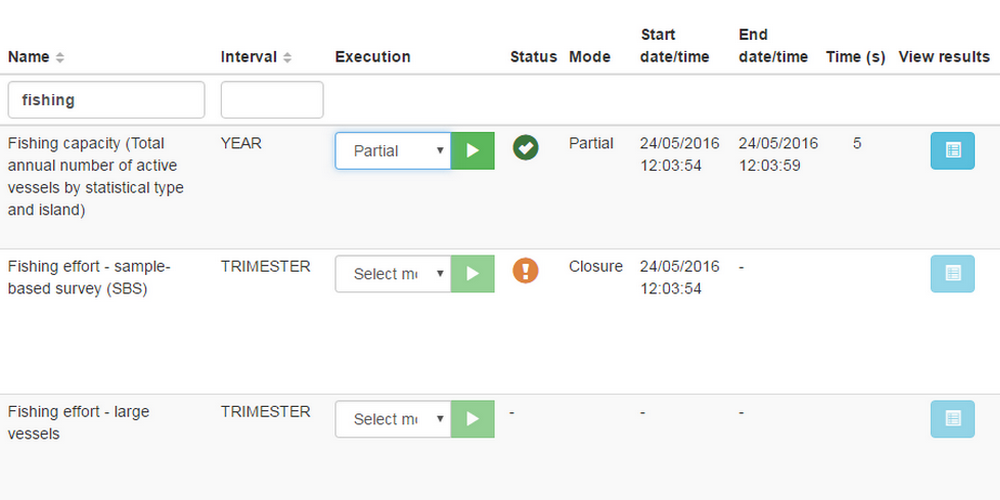 Name Interval Execution Status Mode Start date/time End date/time Time (s) View results
fishing
Fishing capacity (Total YEAR Partial Partial 24/05/2016 24/05/2016 5
annual number of active 12:03:54 12:03:59
vessels by statistical type
and island)
Fishing effort - sample- TRIMESTER Select mo Closure 24/05/2016 -
based survey (SBS) 12:03:54
Fishing effort - large TRIMESTER Select mo - - -
vessels